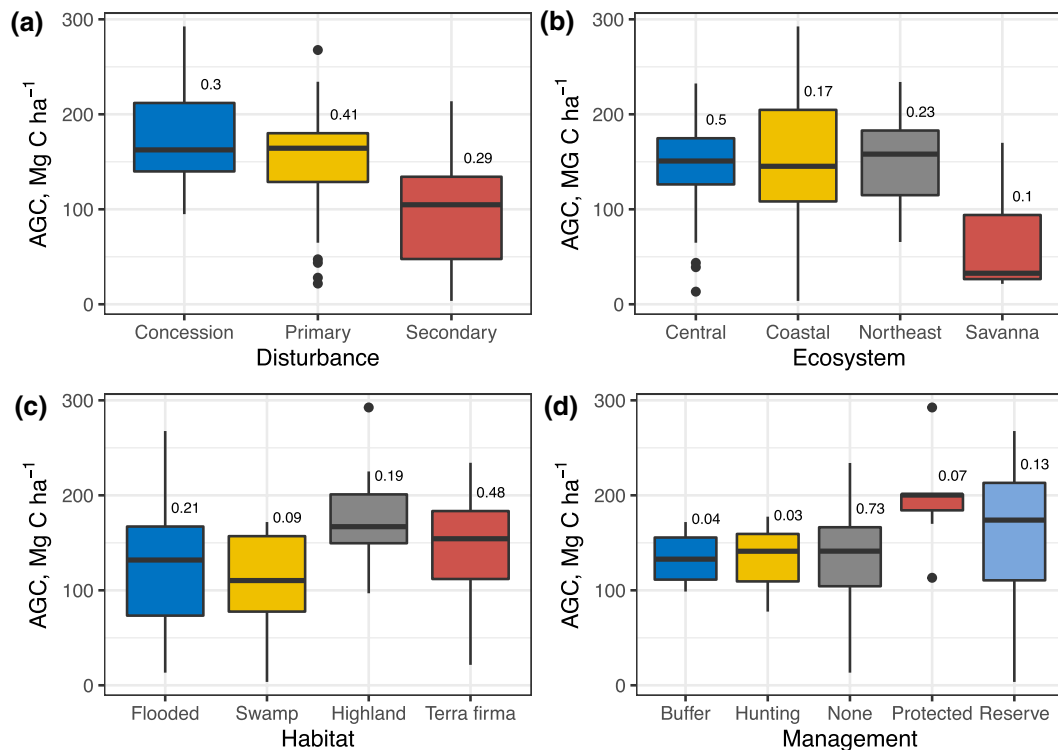 (a)
300
200
100
0
AGC, Mg C ha⁻¹
0.3
0.41
0.29
Concession Primary Secondary
Disturbance
(b)
300
200
100
0
AGC, MG C ha⁻¹
0.5
0.17
0.23
0.1
Central Coastal Northeast Savanna
Ecosystem
(c)
300
200
100
0
AGC, Mg C ha⁻¹
0.21
0.09
0.19
0.48
Flooded Swamp Highland Terra firma
Habitat
(d)
300
200
100
0
AGC, Mg C ha⁻¹
0.04
0.03
0.73
0.07
0.13
Buffer Hunting None Protected Reserve
Management